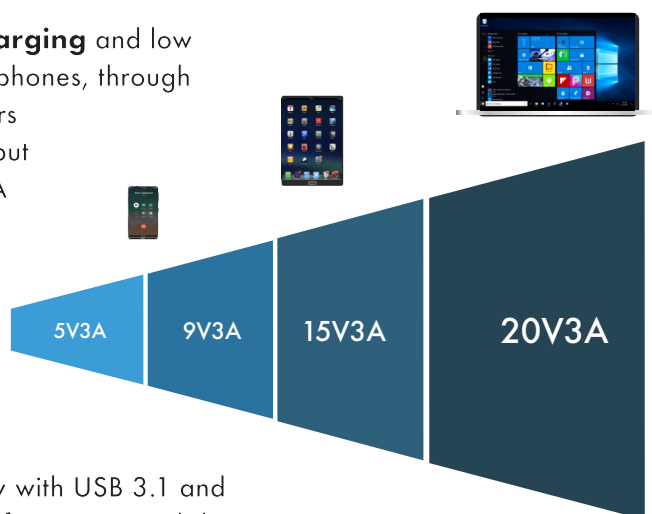 arging and low
phones, through
rs
out
A
5V3A
9V3A
15V3A
20V3A
with USB 3.1 and